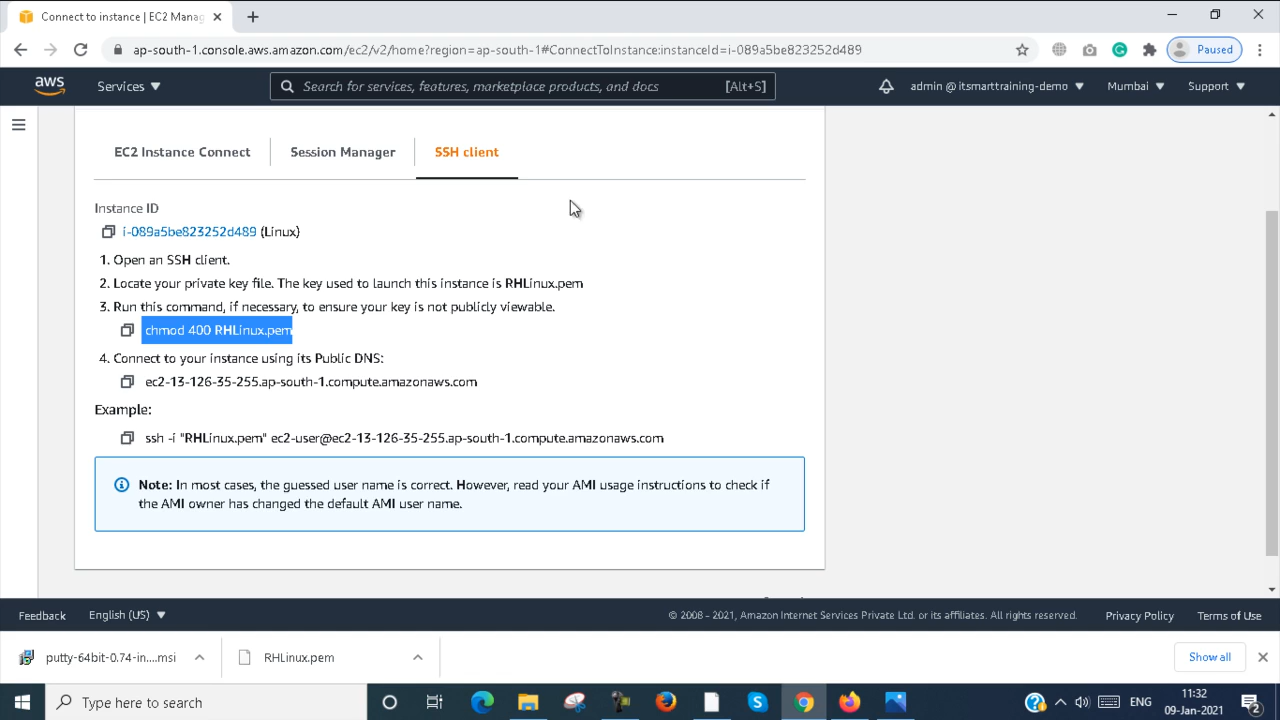 Connect to instance | EC2 Manag
ap-south-1.console.aws.amazon.com/ec2/v2/home?region=ap-south-1#ConnectToInstance:instanceId=i-089a5be823252d489
Paused
aws
Services
Search for services, features, marketplace products, and docs
[Alt+S]
admin @ itsmarttraining-demo
Mumbai
Support
EC2 Instance Connect
Session Manager
SSH client
Instance ID
i-089a5be823252d489 (Linux)
1. Open an SSH client.
2. Locate your private key file. The key used to launch this instance is RHLinux.pem
3. Run this command, if necessary, to ensure your key is not publicly viewable.
chmod 400 RHLinux.pem
4. Connect to your instance using its Public DNS:
ec2-13-126-35-255.ap-south-1.compute.amazonaws.com
Example:
ssh -i "RHLinux.pem" ec2-user@ec2-13-126-35-255.ap-south-1.compute.amazonaws.com
Note: In most cases, the guessed user name is correct. However, read your AMI usage instructions to check if
the AMI owner has changed the default AMI user name.
Feedback
English (US)
© 2008 - 2021, Amazon Internet Services Private Ltd. or its affiliates. All rights reserved.
Privacy Policy
Terms of Use
putty-64bit-0.74-in....msi
RHLinux.pem
Show all
Type here to search
ENG
11:32
09-Jan-2021
2